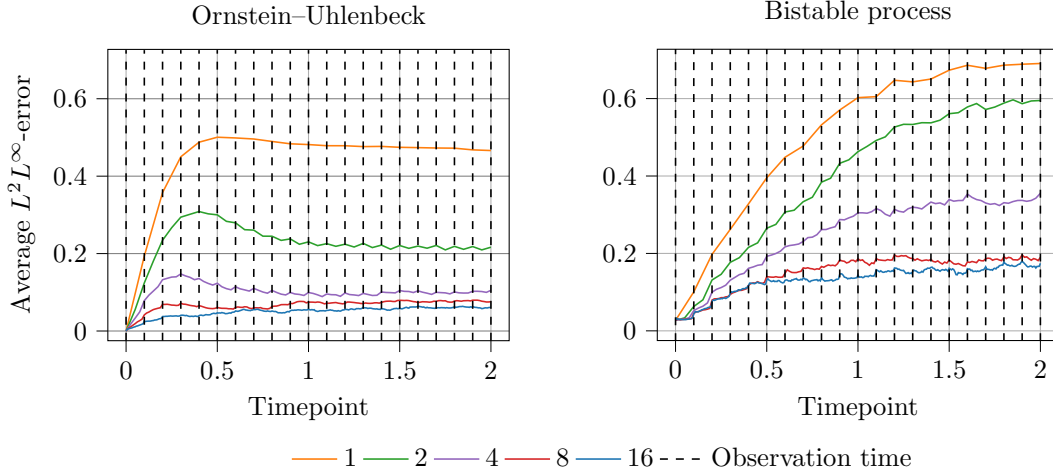 Ornstein–Uhlenbeck
Bistable process
Average L²L^∞-error
0.6
0.4
0.2
0
0 0.5 1 1.5 2
Timepoint
0.6
0.4
0.2
0
0 0.5 1 1.5 2
Timepoint
1 2 4 8 16 Observation time